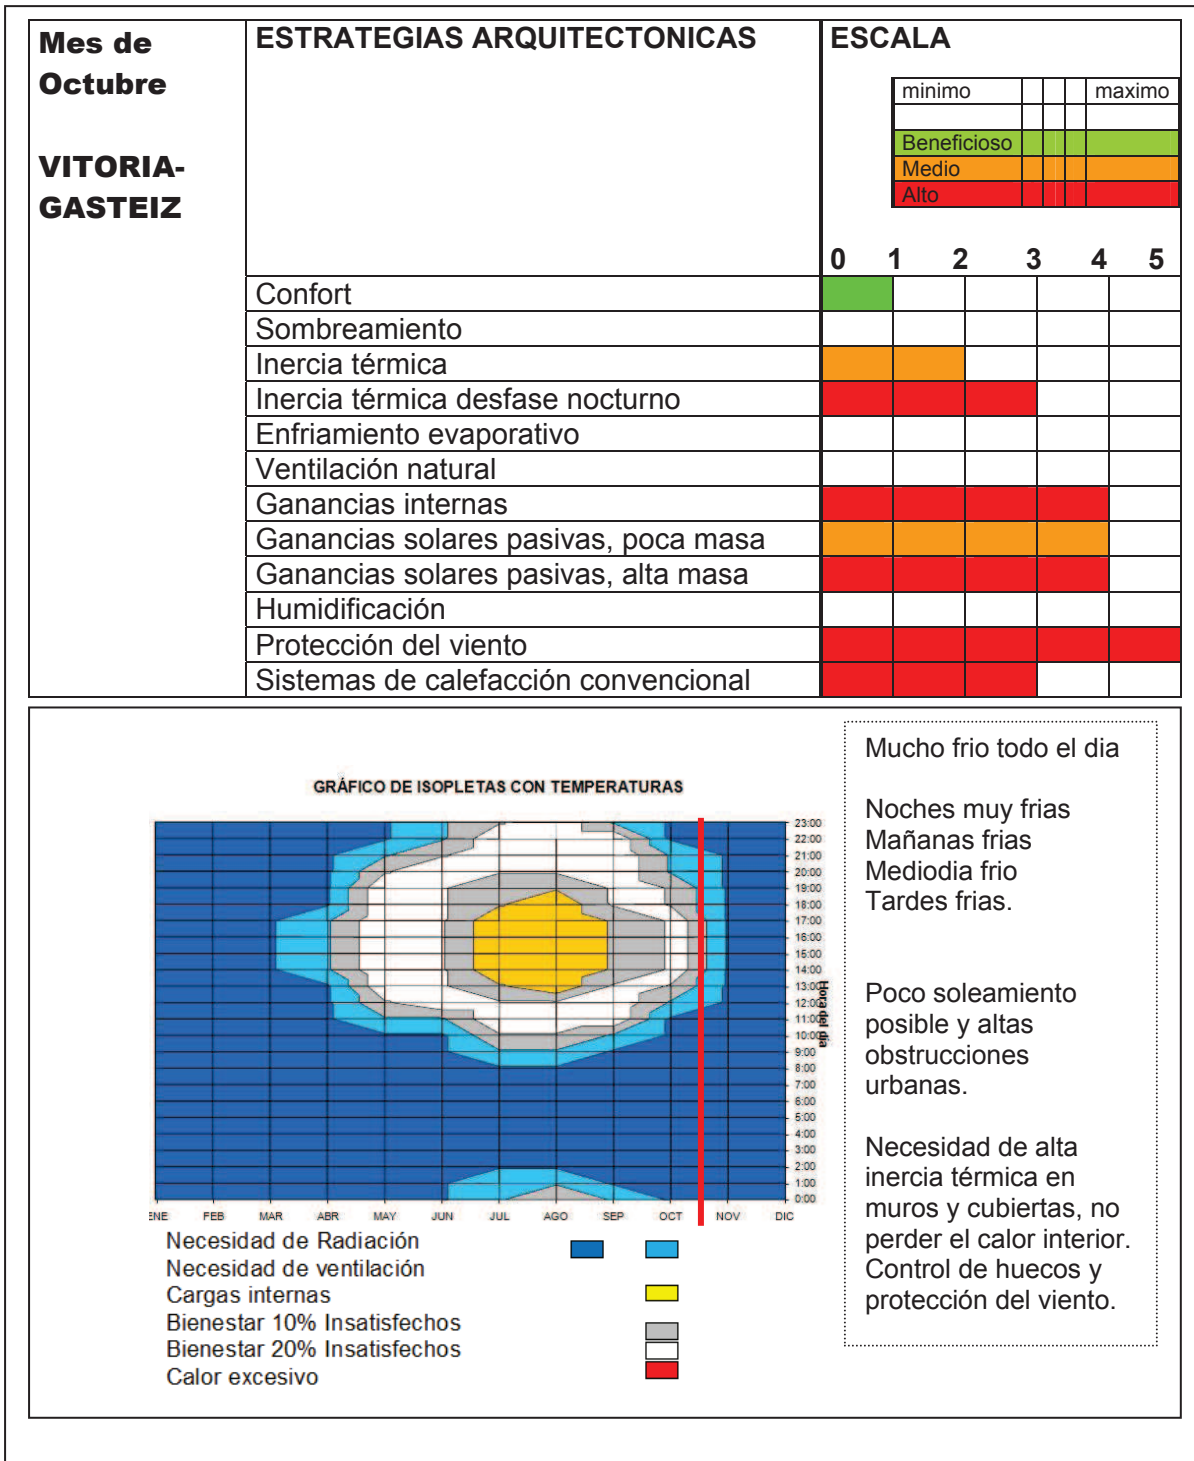 Mes de
Octubre
VITORIA-
GASTEIZ
ESTRATEGIAS ARQUITECTONICAS
ESCALA
minimo maximo
Beneficioso
Medio
Alto
0 1 2 3 4 5
Confort
Sombreamiento
Inercia térmica
Inercia térmica desfase nocturno
Enfriamiento evaporativo
Ventilación natural
Ganancias internas
Ganancias solares pasivas, poca masa
Ganancias solares pasivas, alta masa
Humidificación
Protección del viento
Sistemas de calefacción convencional
GRÁFICO DE ISOPLETAS CON TEMPERATURAS
23:00
22:00
21:00
20:00
19:00
18:00
17:00
16:00
15:00
14:00
13:00
12:00
11:00
10:00
9:00
8:00
7:00
6:00
5:00
4:00
3:00
2:00
1:00
0:00
Hora del día
ENE FEB MAR ABR MAY JUN JUL AGO SEP OCT NOV DIC
Necesidad de Radiación
Necesidad de ventilación
Cargas internas
Bienestar 10% Insatisfechos
Bienestar 20% Insatisfechos
Calor excesivo
Mucho frio todo el dia
Noches muy frias
Mañanas frias
Mediodia frio
Tardes frias.
Poco soleamiento
posible y altas
obstrucciones
urbanas.
Necesidad de alta
inercia térmica en
muros y cubiertas, no
perder el calor interior.
Control de huecos y
protección del viento.